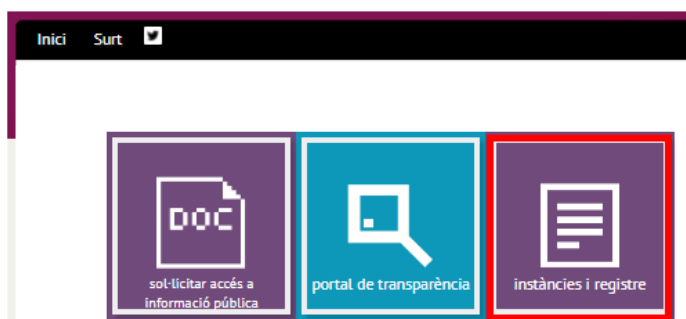 Inici Surt
DOC
sol·licitar accés a
informació pública
portal de transparència
instàncies i registre